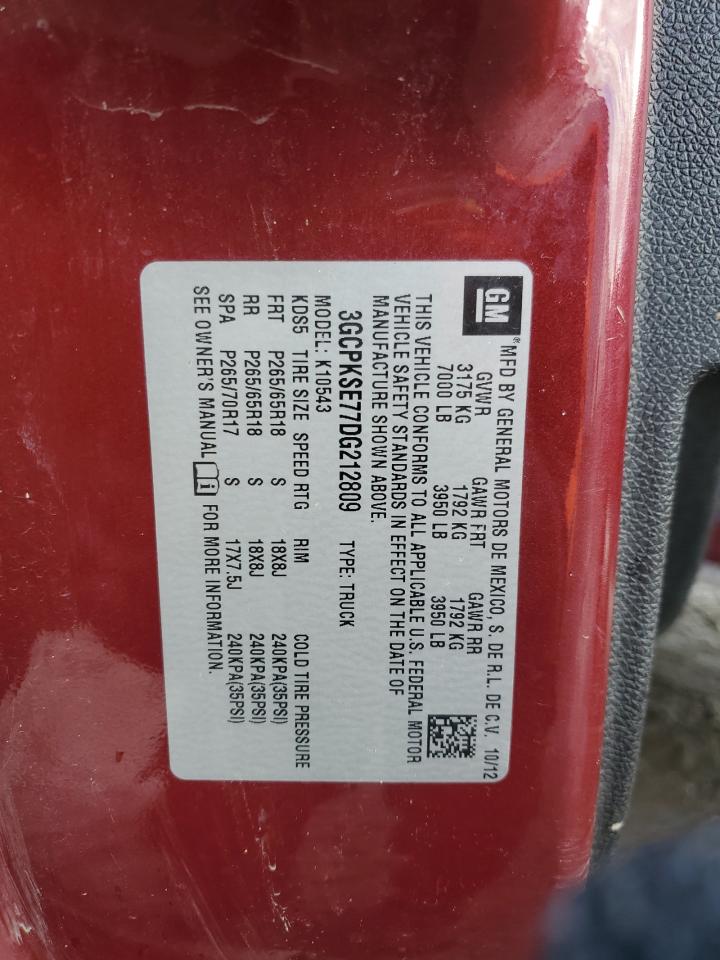 GM ® MFD BY GENERAL MOTORS DE MEXICO, S. DE R.L. DE C.V. 10/12
GVWR GAWR FRT GAWR RR
3175 KG 1792 KG 1792 KG
7000 LB 3950 LB 3950 LB
THIS VEHICLE CONFORMS TO ALL APPLICABLE U.S. FEDERAL MOTOR
VEHICLE SAFETY STANDARDS IN EFFECT ON THE DATE OF
MANUFACTURE SHOWN ABOVE.
3GCPKSE77DG212809 TYPE: TRUCK
MODEL: K10543
KDS5 TIRE SIZE SPEED RTG RIM COLD TIRE PRESSURE
FRT P265/65R18 S 18X8J 240KPA(35PSI)
RR P265/65R18 S 18X8J 240KPA(35PSI)
SPA P265/70R17 S 17X7.5J 240KPA(35PSI)
SEE OWNER'S MANUAL i FOR MORE INFORMATION.